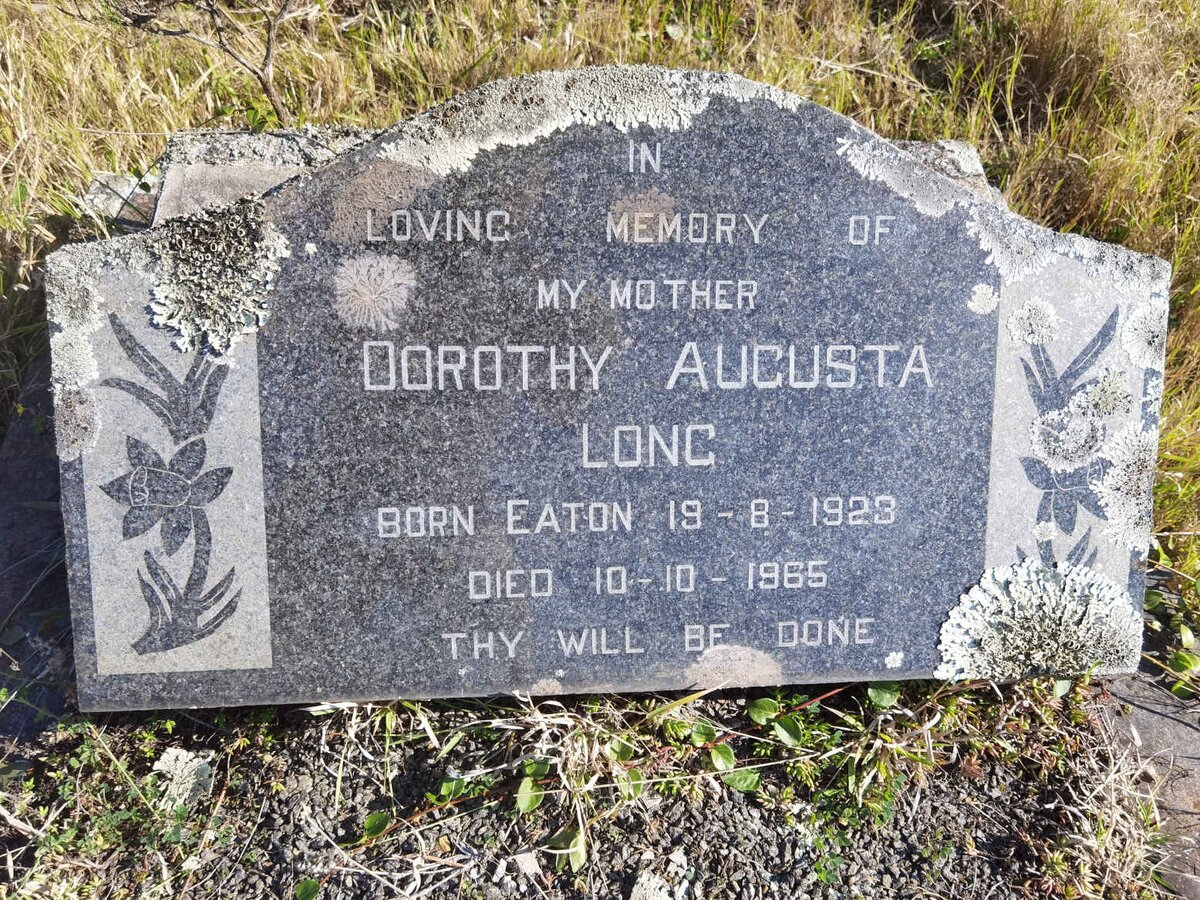 IN
LOVING MEMORY OF
MY MOTHER
DOROTHY AUGUSTA
LONG
BORN EATON 19-8-1923
DIED 10-10-1965
THY WILL BE DONE